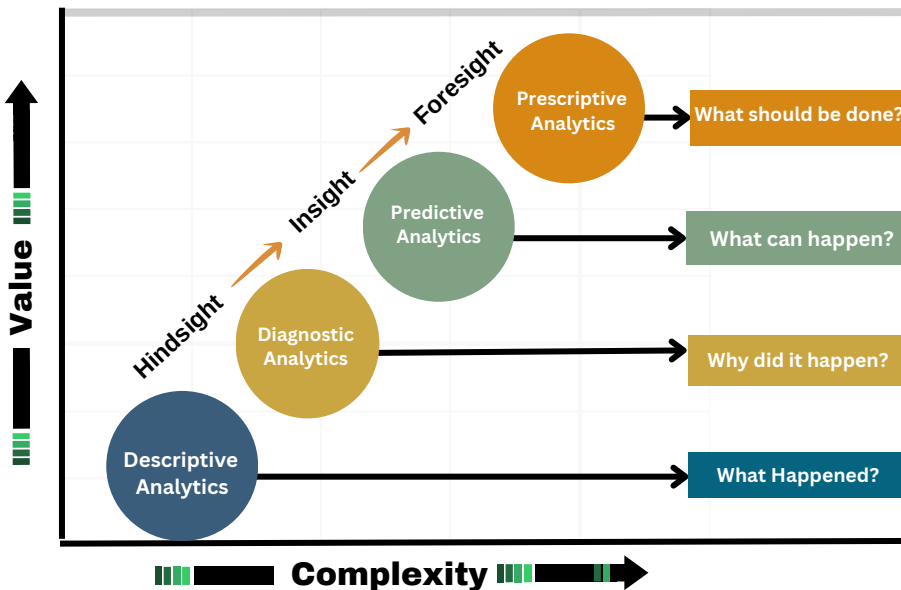 Foresight
Prescriptive
Analytics
What should be done?
Insight
Predictive
Analytics
What can happen?
Value
Hindsight
Diagnostic
Analytics
Why did it happen?
Descriptive
Analytics
What Happened?
Complexity